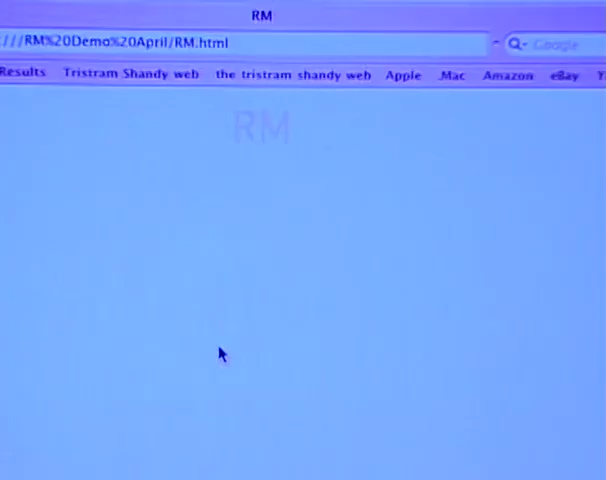 RM
:///RM%20Demo%20April/RM.html
Google
Results Tristram Shandy web the tristram shandy web Apple .Mac Amazon eBay
RM